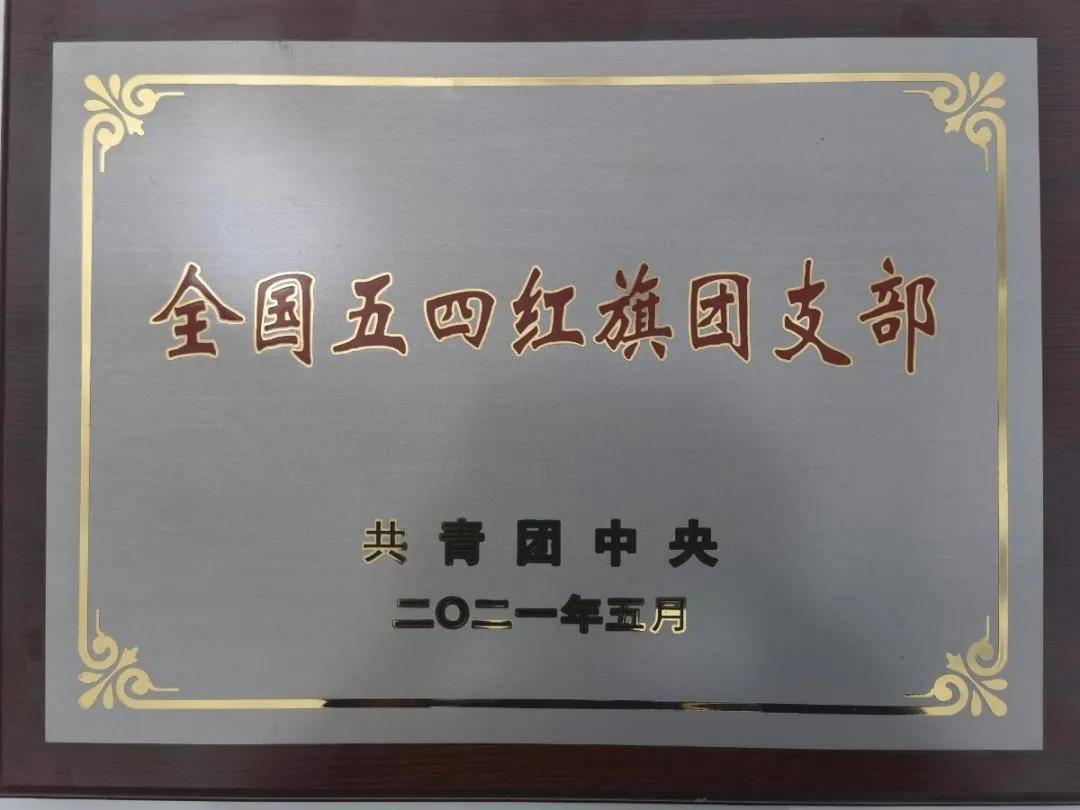 全国五四红旗团支部
共青团中央
二〇二一年五月